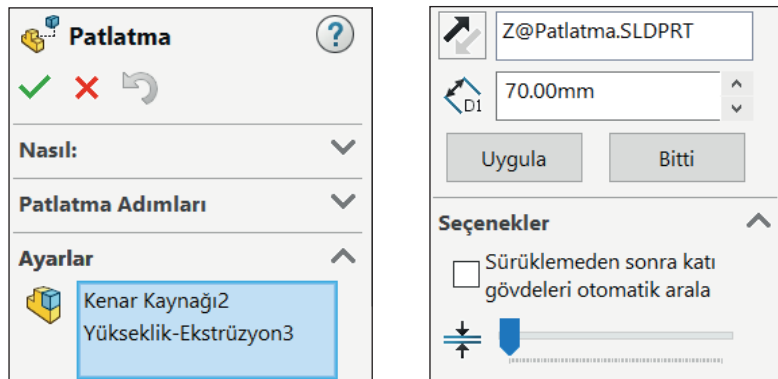 Patlatma
?
Nasıl:
Patlatma Adımları
Ayarlar
Kenar Kaynağı2
Yükseklik-Ekstrüzyon3
Z@Patlatma.SLDPRT
D1
70.00mm
Uygula
Bitti
Seçenekler
Sürüklemeden sonra katı
gövdeleri otomatik arala